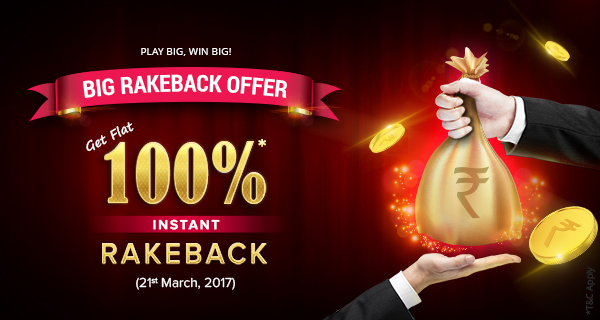 PLAY BIG, WIN BIG!
BIG RAKEBACK OFFER
Get Flat
100%*
INSTANT
RAKEBACK
(21st March, 2017)
₹
₹
*T&C Apply